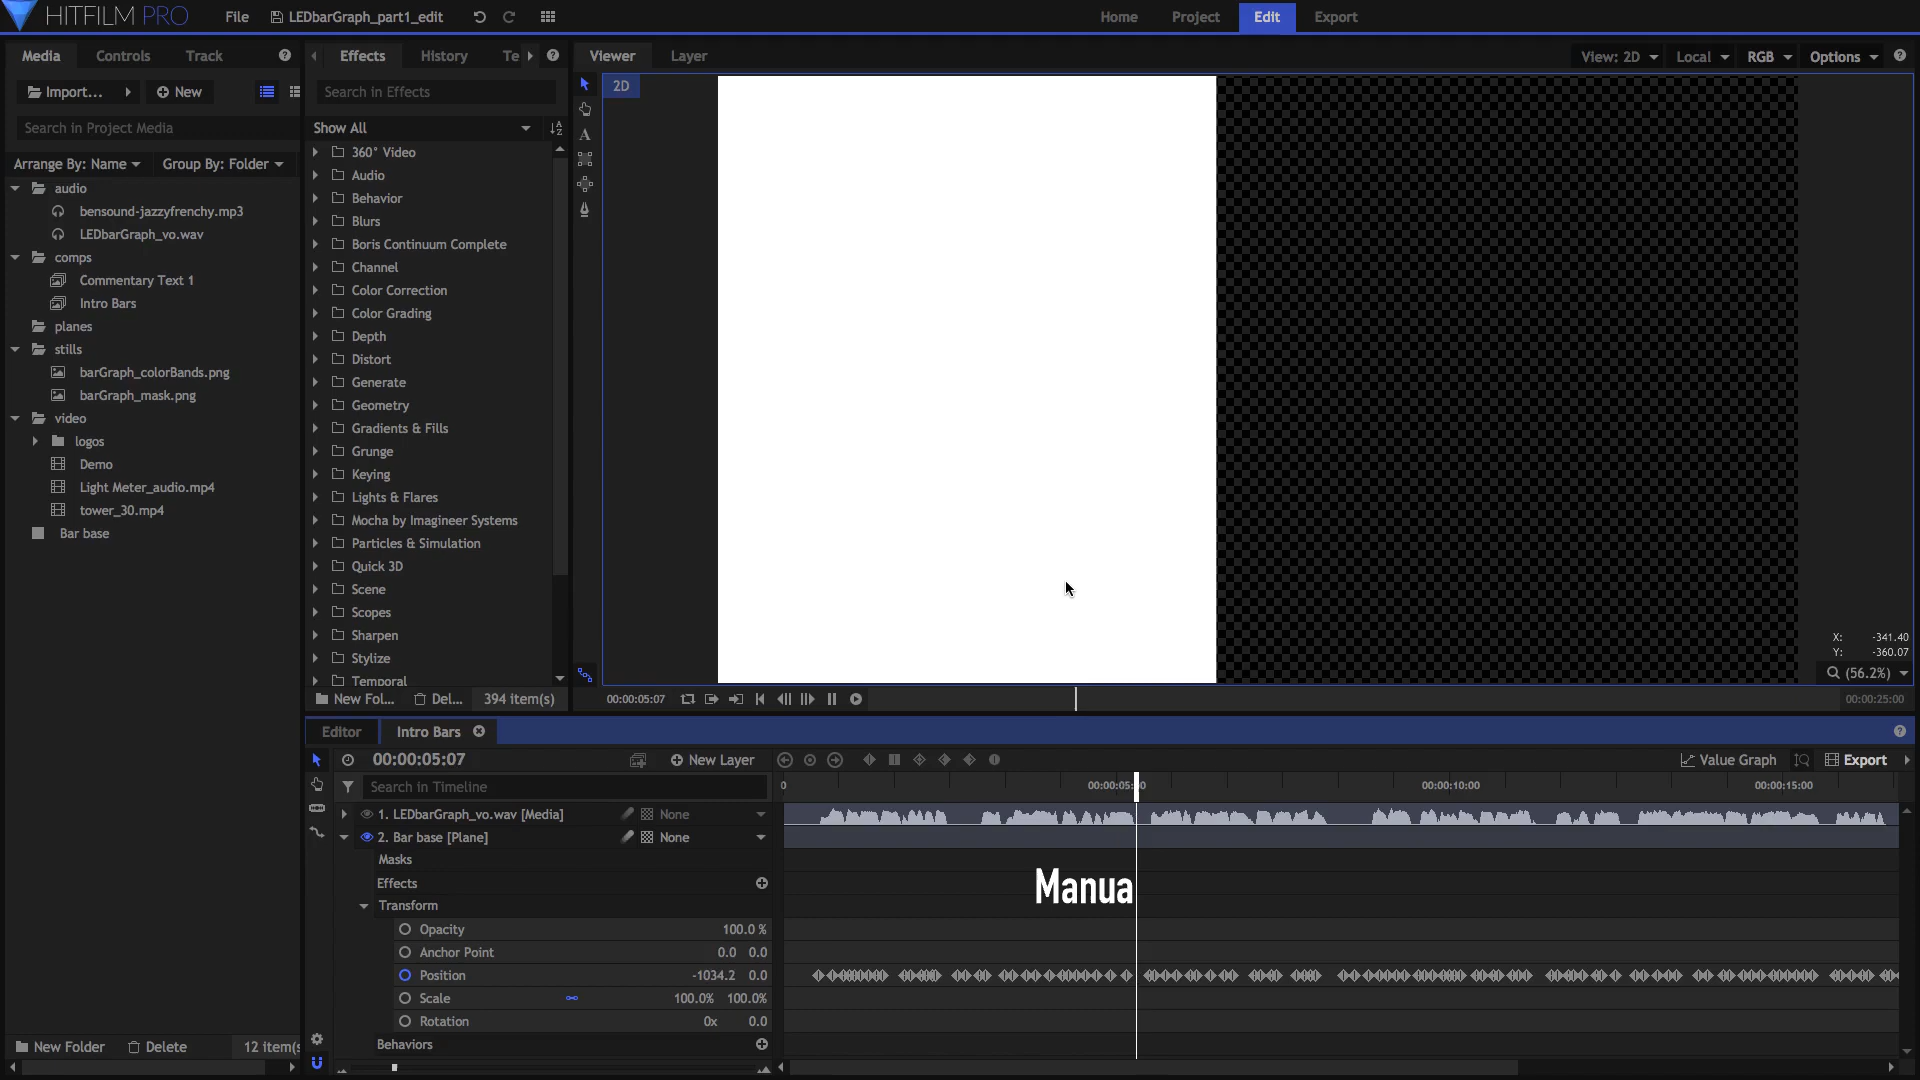 HITFILM PRO
File
LEDbarGraph_part1_edit
Home
Project
Edit
Export
Media
Controls
Track
Effects
History
Te
Viewer
Layer
View: 2D
Local
RGB
Options
Import...
New
Search in Effects
2D
Search in Project Media
Show All
Arrange By: Name
Group By: Folder
audio
bensound-jazzyfrenchy.mp3
LEDbarGraph_vo.wav
comps
Commentary Text 1
Intro Bars
planes
stills
barGraph_colorBands.png
barGraph_mask.png
video
logos
Demo
Light Meter_audio.mp4
tower_30.mp4
Bar base
360° Video
Audio
Behavior
Blurs
Boris Continuum Complete
Channel
Color Correction
Color Grading
Depth
Distort
Generate
Geometry
Gradients & Fills
Grunge
Keying
Lights & Flares
Mocha by Imagineer Systems
Particles & Simulation
Quick 3D
Scene
Scopes
Sharpen
Stylize
Temporal
New Fol...
Del...
394 item(s)
X: -341.40
Y: -360.07
(56.2%)
00:00:05:07
00:00:25:00
Editor
Intro Bars
00:00:05:07
New Layer
Value Graph
Export
Search in Timeline
0
00:00:05:00
00:00:10:00
00:00:15:00
1. LEDbarGraph_vo.wav [Media]
None
2. Bar base [Plane]
None
Masks
Effects
Manua
Transform
Opacity
100.0 %
Anchor Point
0.0 0.0
Position
-1034.2 0.0
Scale
100.0% 100.0%
Rotation
0x 0.0
Behaviors
New Folder
Delete
12 item(s